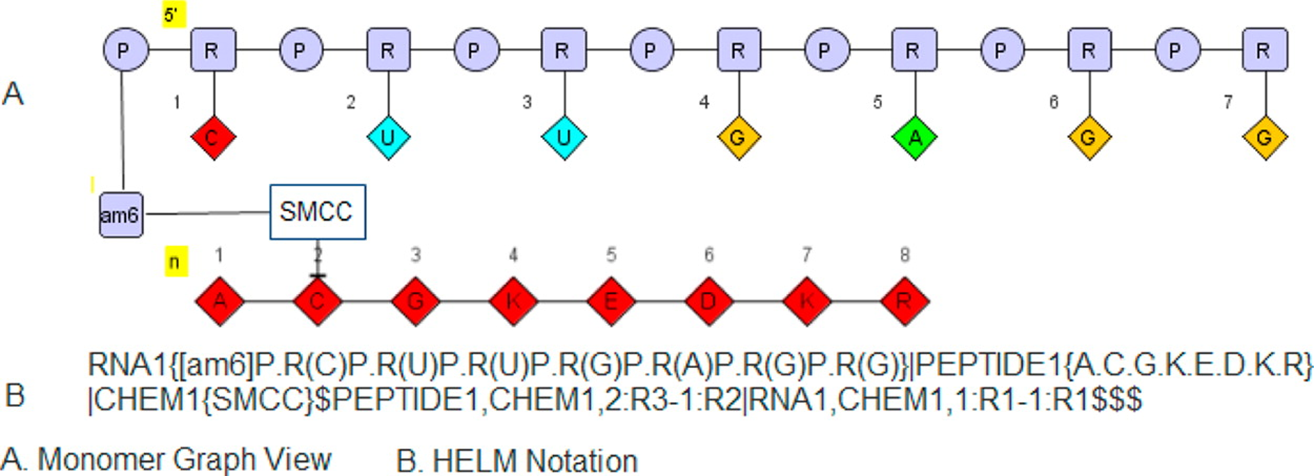 5'
P R P R P R P R P R P R P R
A
1 2 3 4 5 6 7
C U U G A G G
am6 SMCC
n 1 2 3 4 5 6 7 8
A C G K E D K R
RNA1{[am6]P.R(C)P.R(U)P.R(U)P.R(G)P.R(A)P.R(G)P.R(G)}|PEPTIDE1{A.C.G.K.E.D.K.R}
B |CHEM1{SMCC}$PEPTIDE1,CHEM1,2:R3-1:R2|RNA1,CHEM1,1:R1-1:R1$$$
A. Monomer Graph View B. HELM Notation